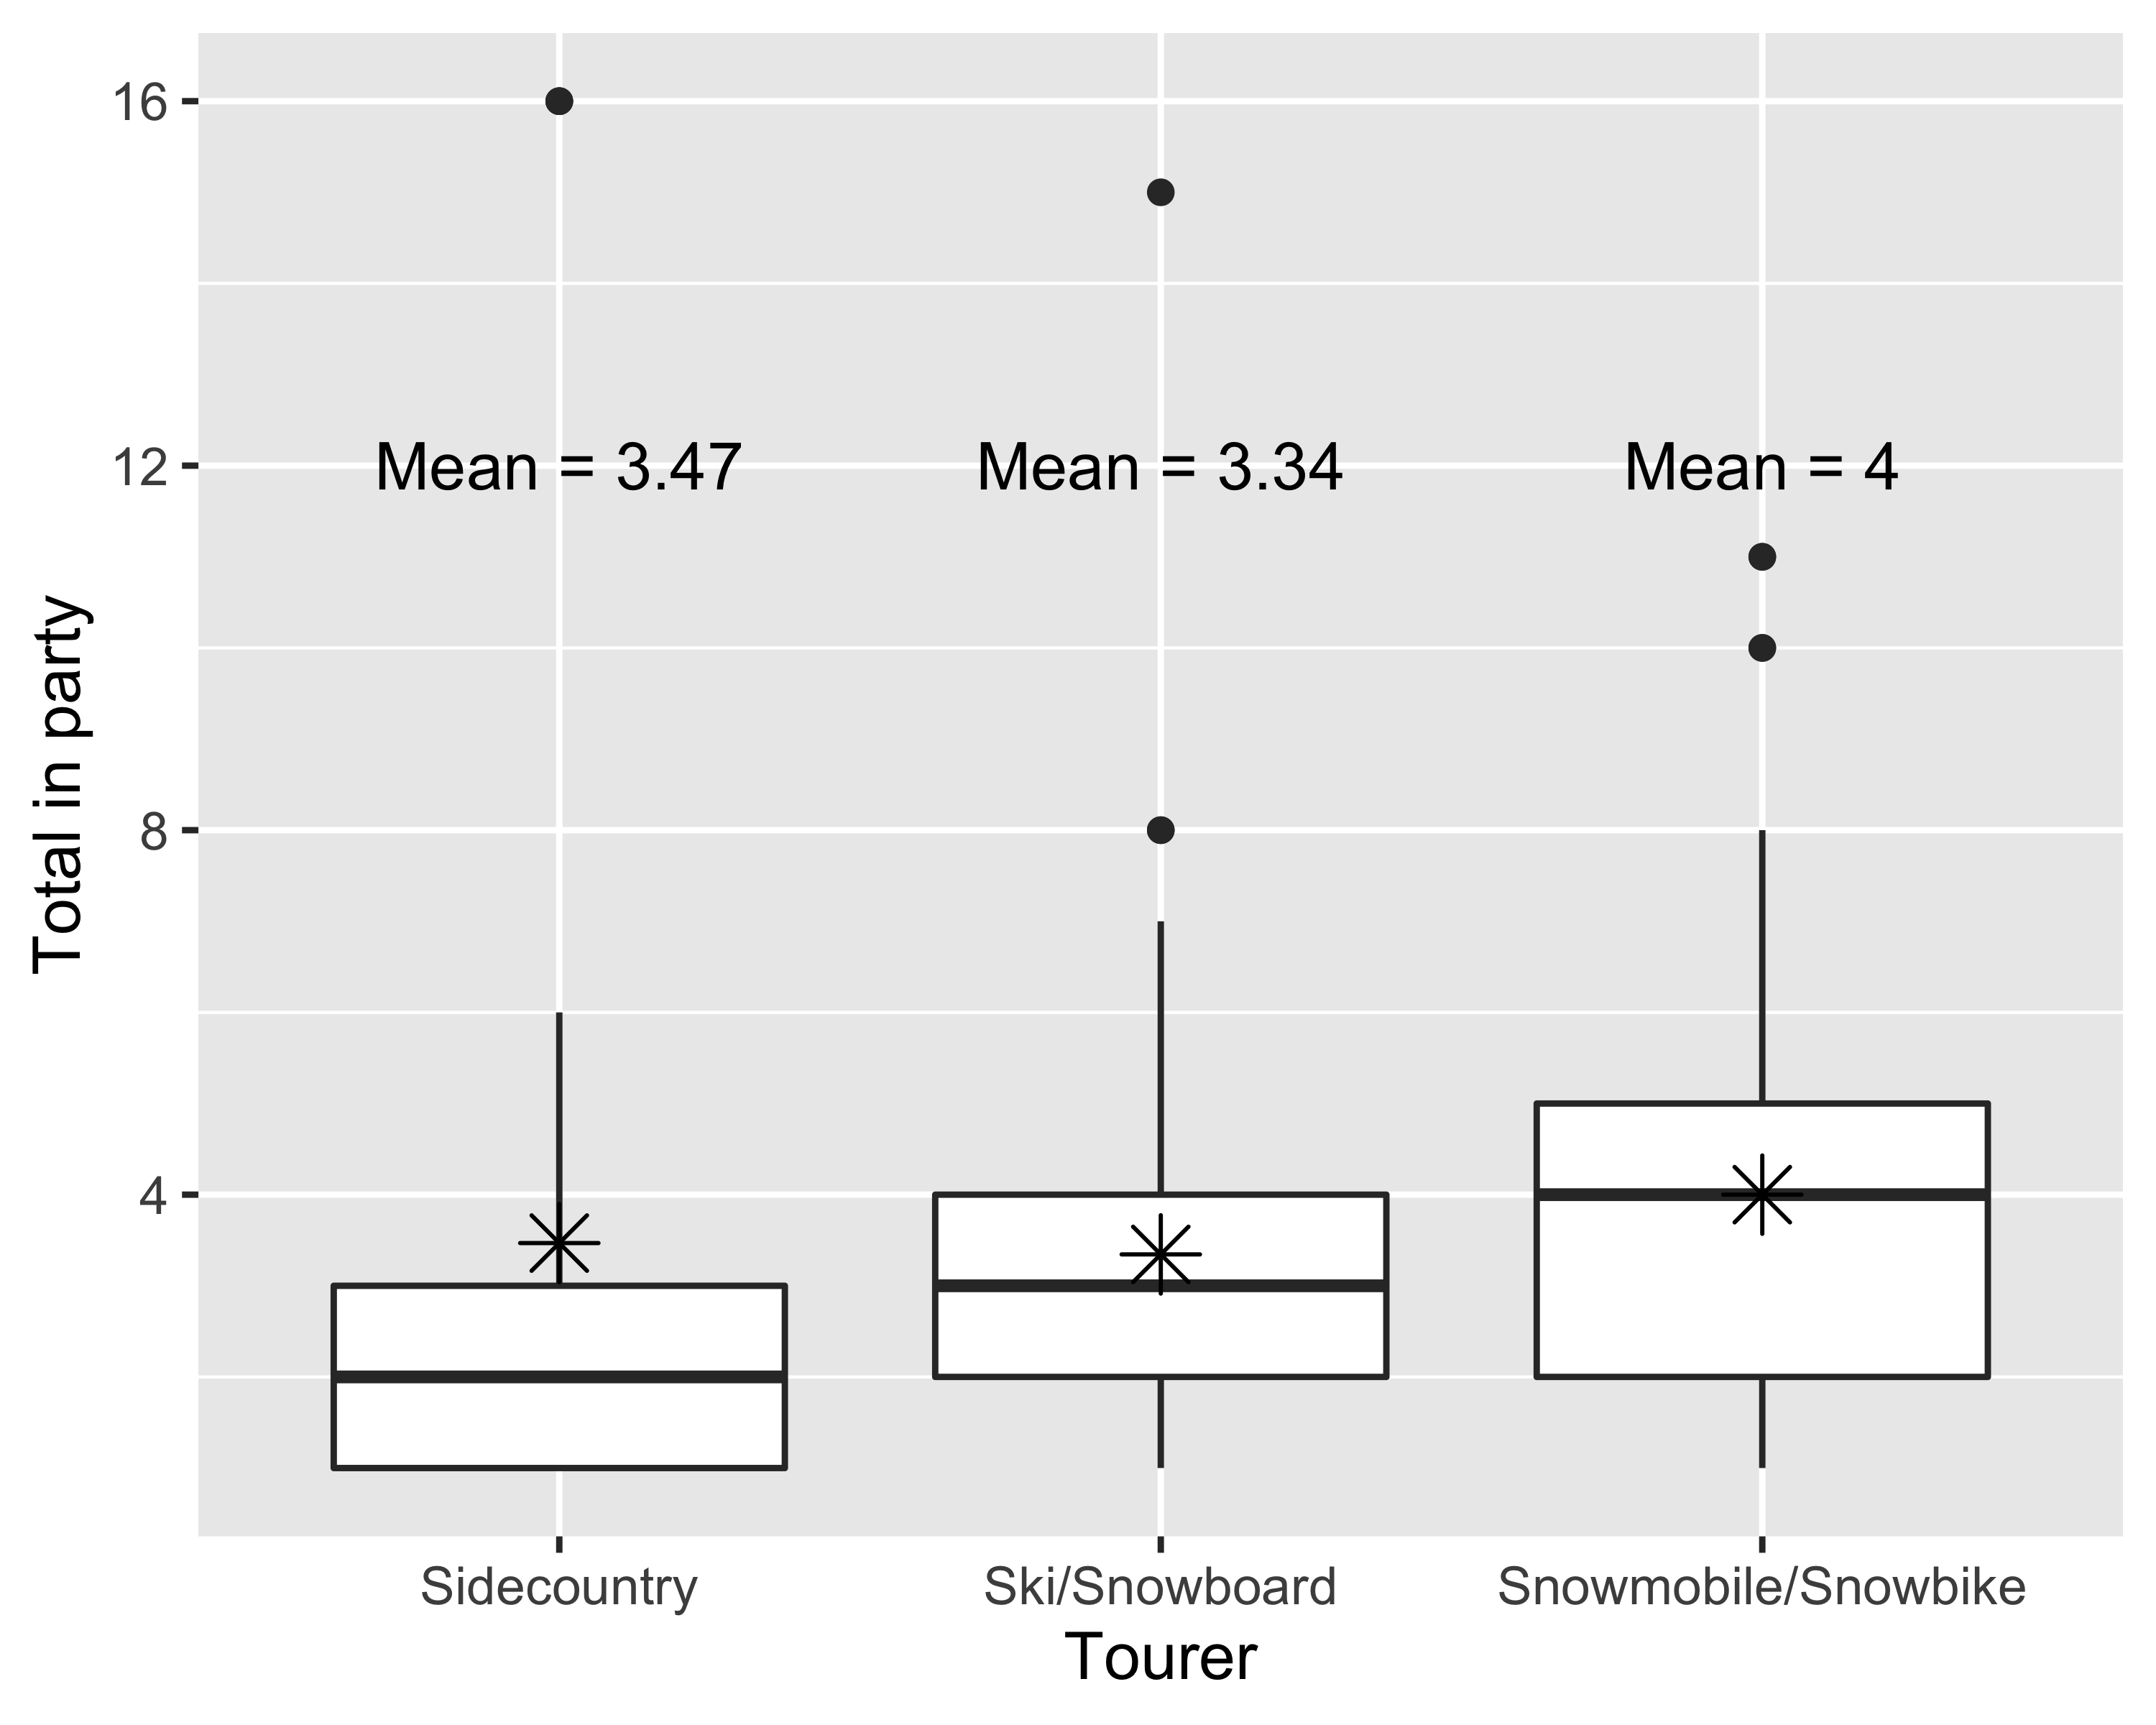 16
12
8
4
Total in party
Mean = 3.47
Mean = 3.34
Mean = 4
Sidecountry
Ski/Snowboard
Snowmobile/Snowbike
Tourer